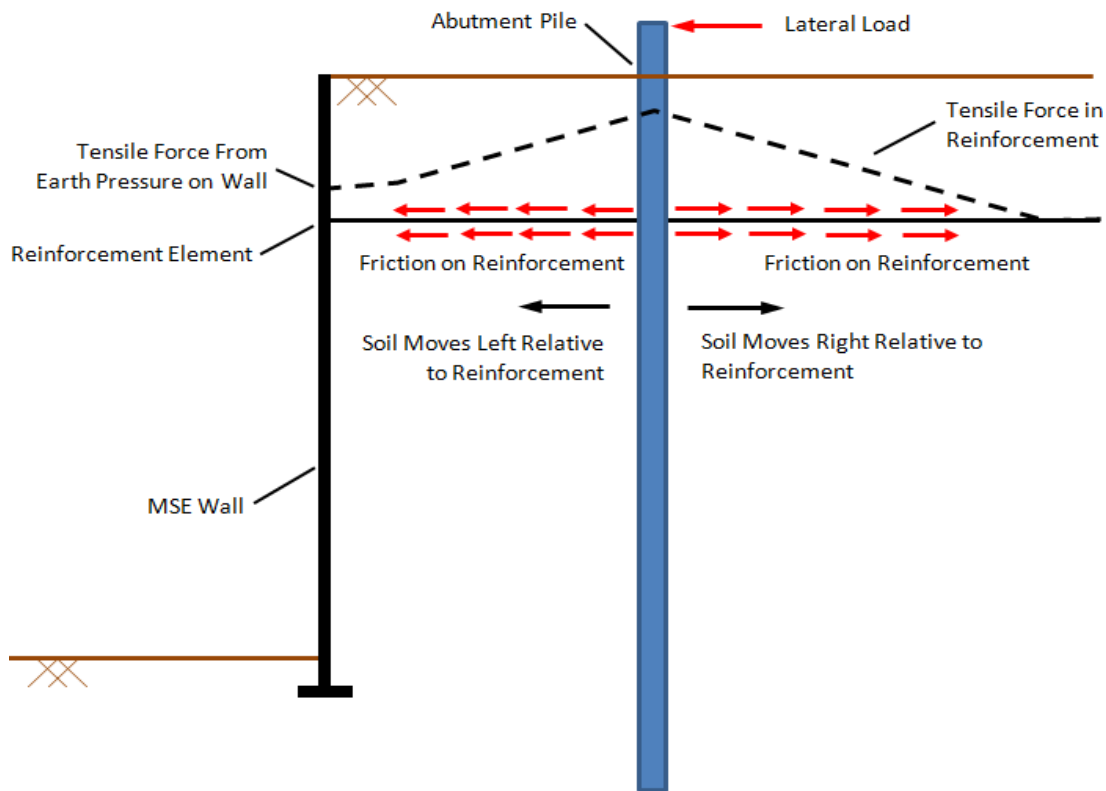 Abutment Pile
Lateral Load
Tensile Force in
Reinforcement
Tensile Force From
Earth Pressure on Wall
Reinforcement Element
Friction on Reinforcement
Friction on Reinforcement
Soil Moves Left Relative
to Reinforcement
Soil Moves Right Relative to
Reinforcement
MSE Wall